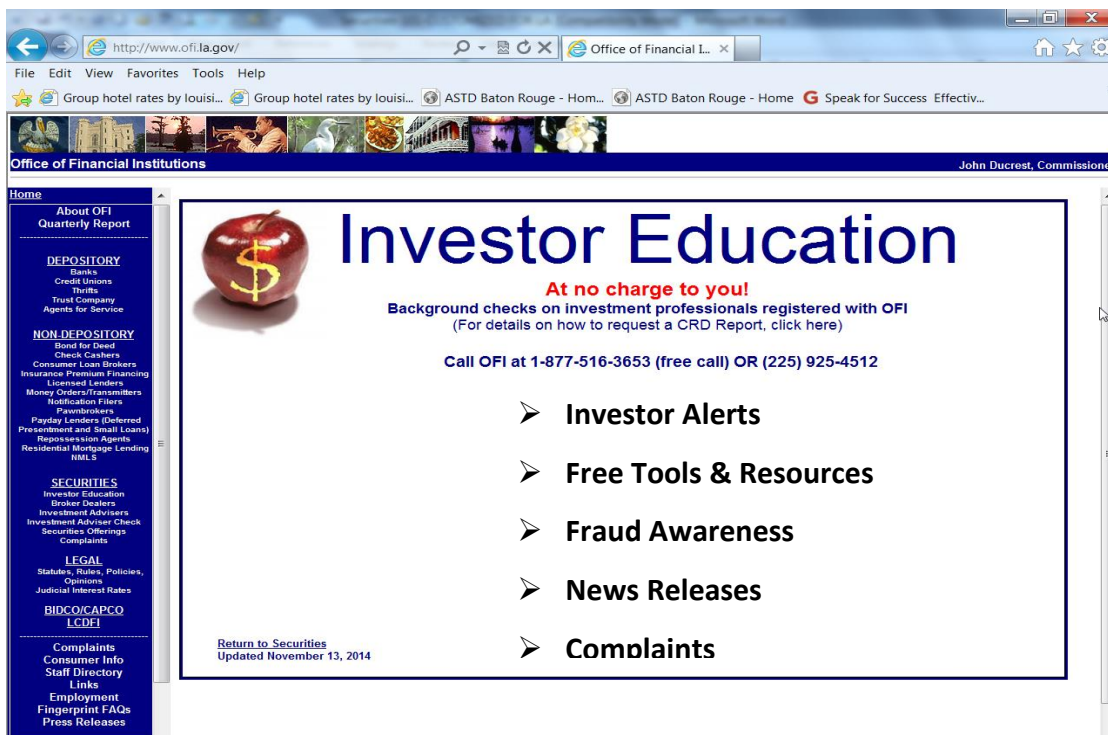 http://www.ofi.la.gov/
Office of Financial I...
File Edit View Favorites Tools Help
Group hotel rates by louisi... Group hotel rates by louisi... ASTD Baton Rouge - Hom... ASTD Baton Rouge - Home G Speak for Success Effectiv...
Office of Financial Institutions
John Ducrest, Commissione
Home
About OFI
Quarterly Report
DEPOSITORY
Banks
Credit Unions
Thrifts
Trust Company
Agents for Service
NON-DEPOSITORY
Bond for Deed
Check Cashers
Consumer Loan Brokers
Insurance Premium Financing
Licensed Lenders
Money Orders/Transmitters
Notification Filers
Pawnbrokers
Payday Lenders (Deferred
Presentment and Small Loans)
Repossession Agents
Residential Mortgage Lending
NMLS
SECURITIES
Investor Education
Broker Dealers
Investment Advisers
Investment Adviser Check
Securities Offerings
Complaints
LEGAL
Statutes, Rules, Policies,
Opinions
Judicial Interest Rates
BIDCO/CAPCO
LCDFI
Complaints
Consumer Info
Staff Directory
Links
Employment
Fingerprint FAQs
Press Releases
$
Investor Education
At no charge to you!
Background checks on investment professionals registered with OFI
(For details on how to request a CRD Report, click here)
Call OFI at 1-877-516-3653 (free call) OR (225) 925-4512
➢ Investor Alerts
➢ Free Tools & Resources
➢ Fraud Awareness
➢ News Releases
➢ Complaints
Return to Securities
Updated November 13, 2014